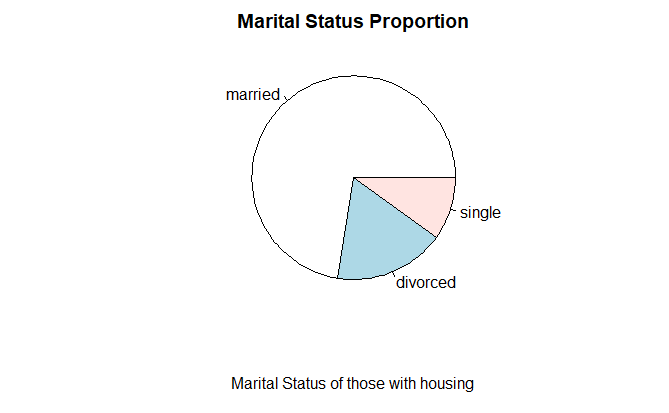 Marital Status Proportion
married
single
divorced
Marital Status of those with housing